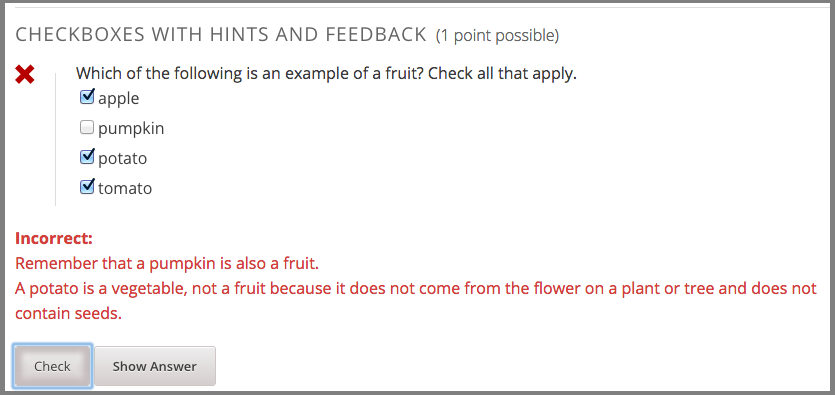 CHECKBOXES WITH HINTS AND FEEDBACK (1 point possible)
Which of the following is an example of a fruit? Check all that apply.
apple
pumpkin
potato
tomato
Incorrect:
Remember that a pumpkin is also a fruit.
A potato is a vegetable, not a fruit because it does not come from the flower on a plant or tree and does not
contain seeds.
Check Show Answer